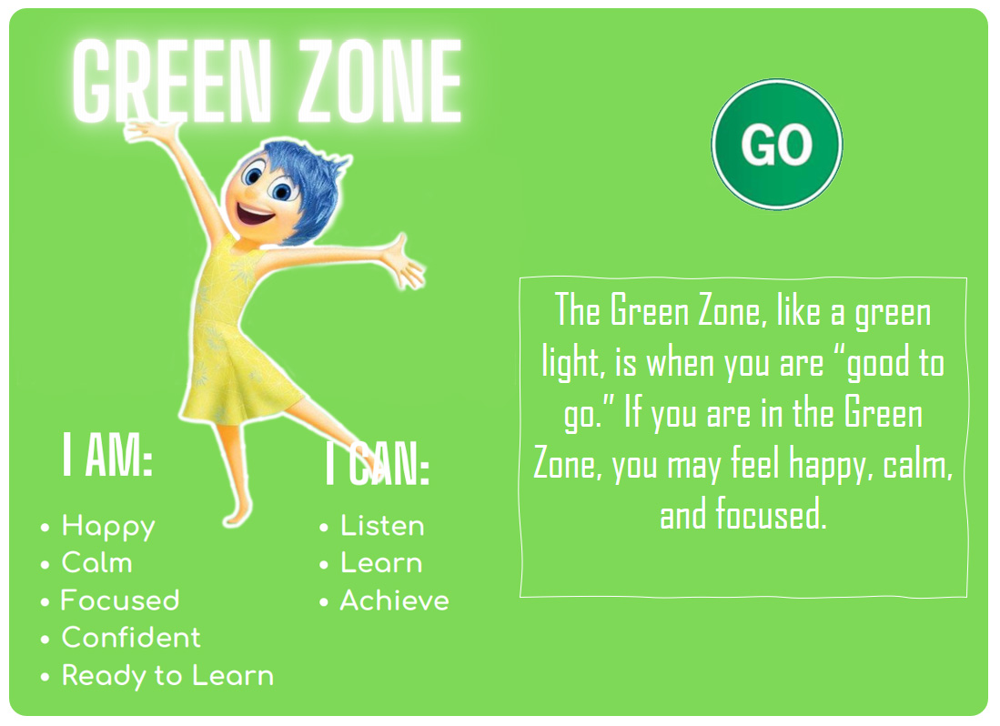 GREEN ZONE
GO
The Green Zone, like a green
light, is when you are “good to
go.” If you are in the Green
Zone, you may feel happy, calm,
and focused.
I AM:
• Happy
• Calm
• Focused
• Confident
• Ready to Learn
I CAN:
• Listen
• Learn
• Achieve